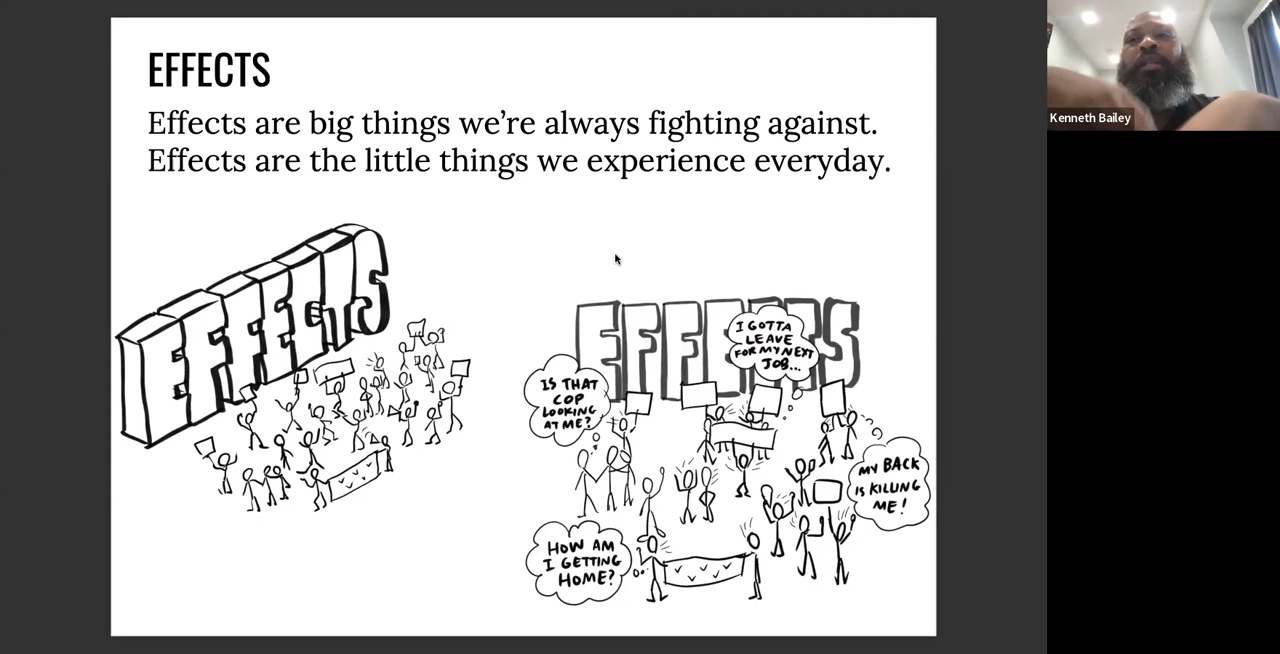 EFFECTS
Effects are big things we're always fighting against.
Effects are the little things we experience everyday.
EFFECTS
EFFECTS
I GOTTA
LEAVE
FOR MY NEXT
JOB...
IS THAT
COP
LOOKING
AT ME?
MY BACK
IS KILLING
ME!
HOW AM
I GETTING
HOME?
Kenneth Bailey